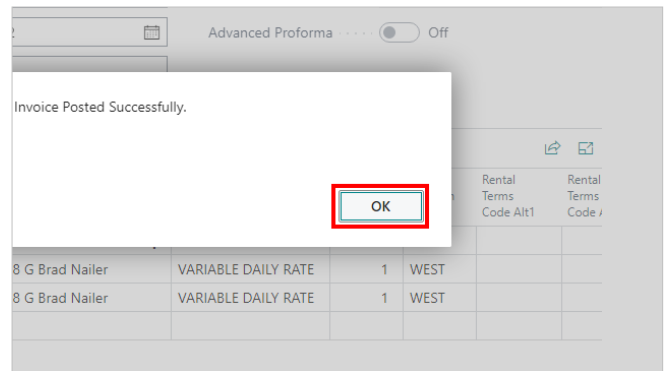 Advanced Proforma
Off
Invoice Posted Successfully.
OK
Rental
Terms
Code Alt1
Rental
Terms
Code
8 G Brad Nailer VARIABLE DAILY RATE 1 WEST
8 G Brad Nailer VARIABLE DAILY RATE 1 WEST